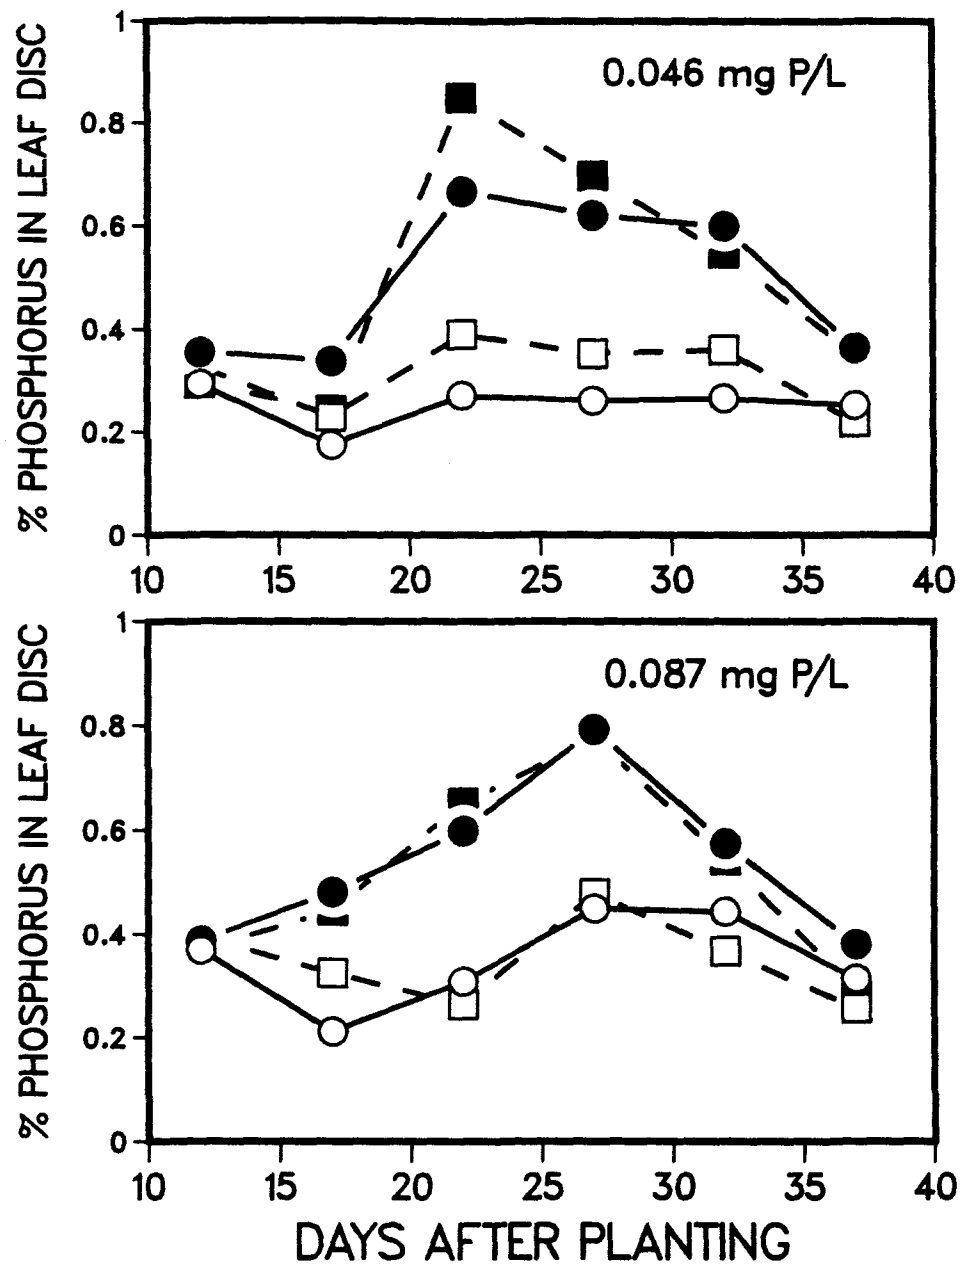 % PHOSPHORUS IN LEAF DISC
0.046 mg P/L
1
0.8
0.6
0.4
0.2
0
10 15 20 25 30 35 40
% PHOSPHORUS IN LEAF DISC
0.087 mg P/L
1
0.8
0.6
0.4
0.2
0
10 15 20 25 30 35 40
DAYS AFTER PLANTING